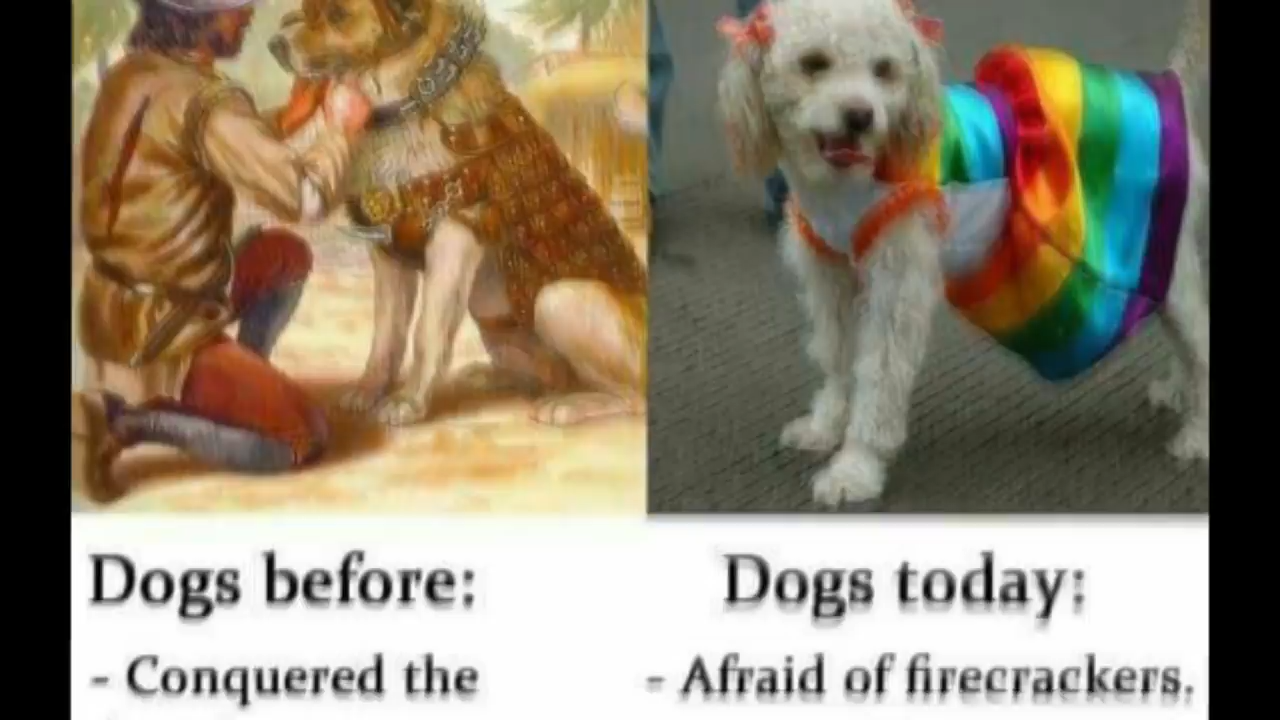 Dogs before:
- Conquered the
Dogs today:
- Afraid of firecrackers.